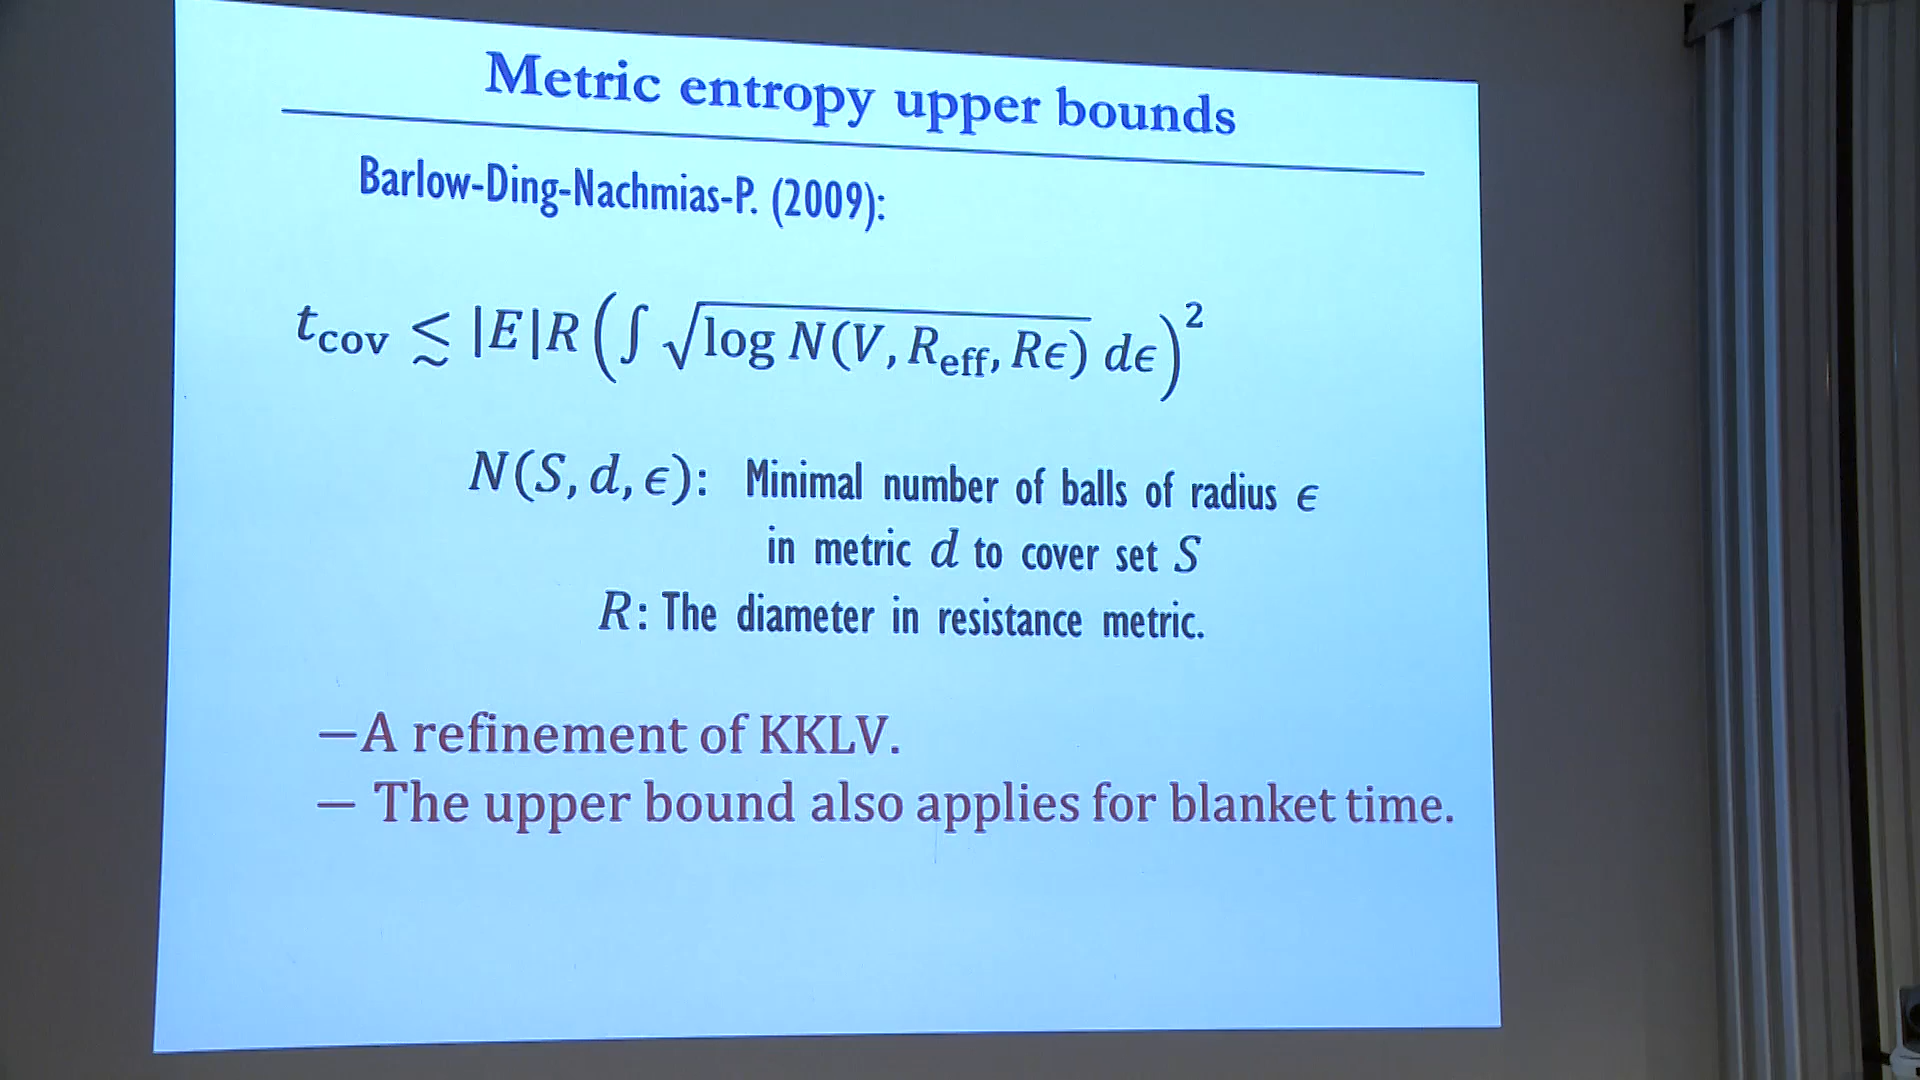 Metric entropy upper bounds
Barlow-Ding-Nachmias-P. (2009):
t_cov ≲ |E|R(∫ √(log N(V, R_eff, Rϵ)) dϵ)²
N(S, d, ϵ): Minimal number of balls of radius ϵ
in metric d to cover set S
R: The diameter in resistance metric.
—A refinement of KKLV.
— The upper bound also applies for blanket time.